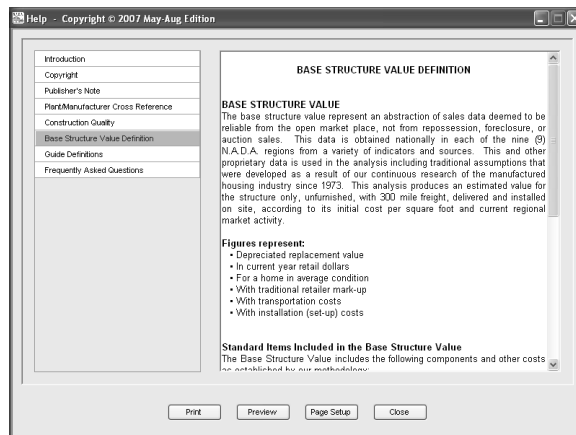 Help - Copyright © 2007 May-Aug Edition
Introduction
Copyright
Publisher's Note
Plant/Manufacturer Cross Reference
Construction Quality
Base Structure Value Definition
Guide Definitions
Frequently Asked Questions
BASE STRUCTURE VALUE DEFINITION
BASE STRUCTURE VALUE
The base structure value represent an abstraction of sales data deemed to be
reliable from the open market place, not from repossession, foreclosure, or
auction sales. This data is obtained nationally in each of the nine (9)
N.A.D.A. regions from a variety of indicators and sources. This and other
proprietary data is used in the analysis including traditional assumptions that
were developed as a result of our continuous research of the manufactured
housing industry since 1973. This analysis produces an estimated value for
the structure only, unfurnished, with 300 mile freight, delivered and installed
on site, according to its initial cost per square foot and current regional
market activity.
Figures represent:
• Depreciated replacement value
• In current year retail dollars
• For a home in average condition
• With traditional retailer mark-up
• With transportation costs
• With installation (set-up) costs
Standard Items Included in the Base Structure Value
The Base Structure Value includes the following components and other costs
as established by our methodology:
Print
Preview
Page Setup
Close